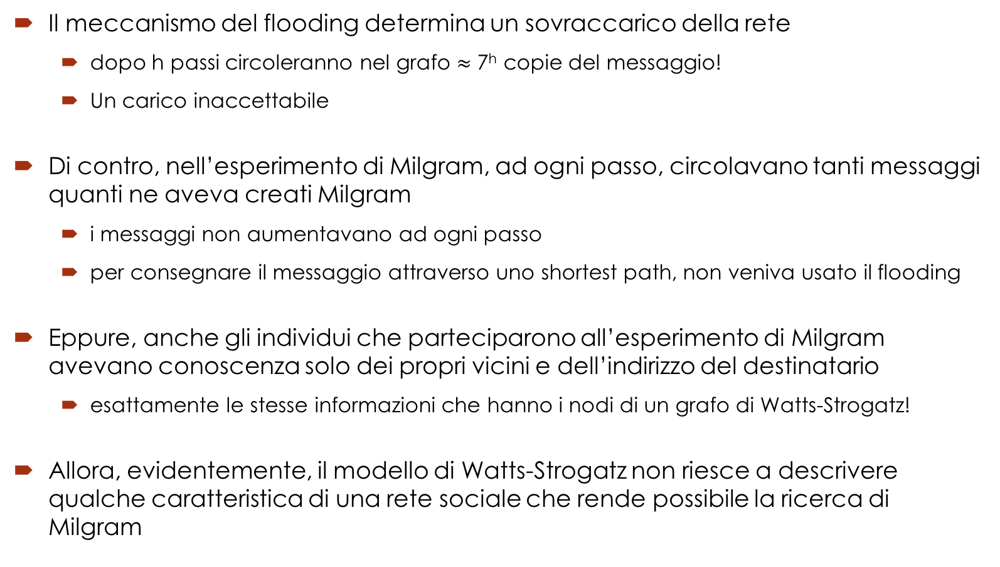 Il meccanismo del flooding determina un sovraccarico della rete
dopo h passi circoleranno nel grafo ≈ 7ʰ copie del messaggio!
Un carico inaccettabile
Di contro, nell’esperimento di Milgram, ad ogni passo, circolavano tanti messaggi
quanti ne aveva creati Milgram
i messaggi non aumentavano ad ogni passo
per consegnare il messaggio attraverso uno shortest path, non veniva usato il flooding
Eppure, anche gli individui che parteciparono all’esperimento di Milgram
avevano conoscenza solo dei propri vicini e dell’indirizzo del destinatario
esattamente le stesse informazioni che hanno i nodi di un grafo di Watts-Strogatz!
Allora, evidentemente, il modello di Watts-Strogatz non riesce a descrivere
qualche caratteristica di una rete sociale che rende possibile la ricerca di
Milgram